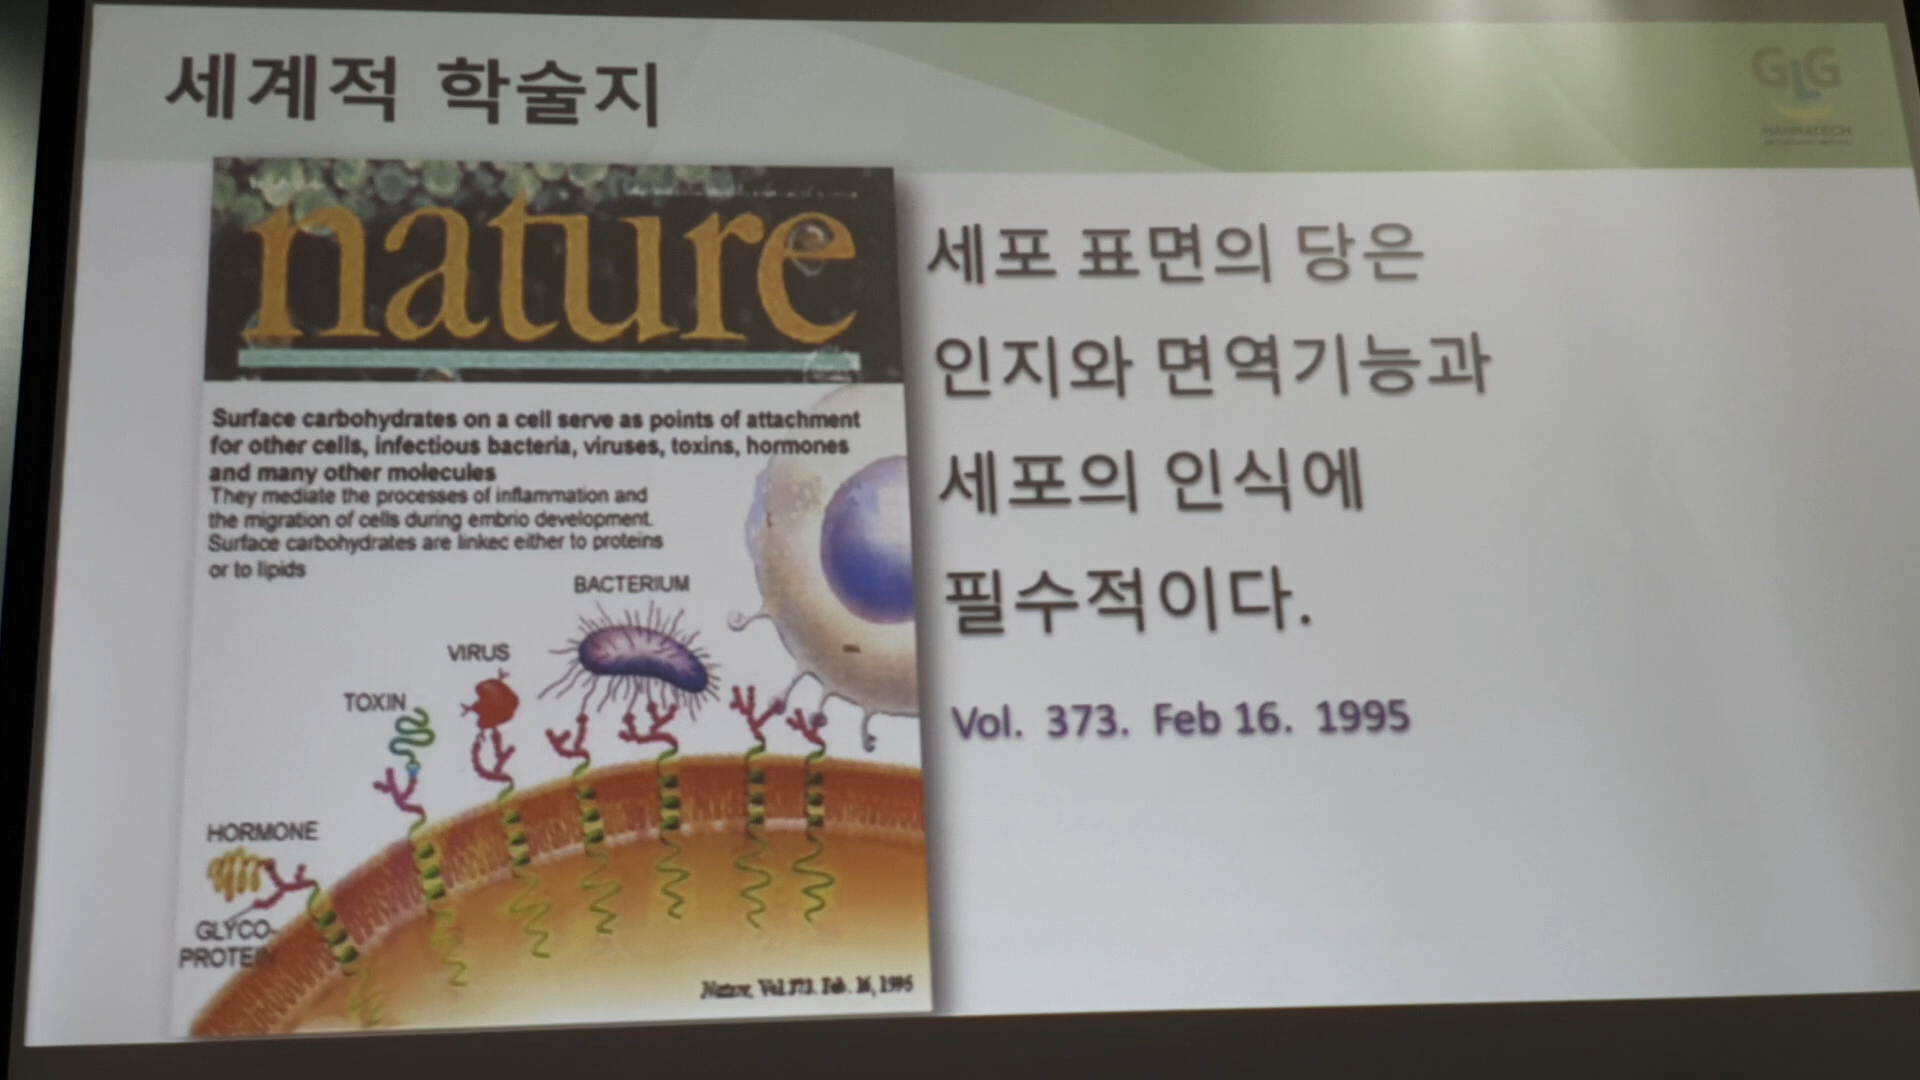 세계적 학술지
GLG
MANNATECH
nature
Surface carbohydrates on a cell serve as points of attachment
for other cells, infectious bacteria, viruses, toxins, hormones
and many other molecules
They mediate the processes of inflammation and
the migration of cells during embrio development.
Surface carbohydrates are linked either to proteins
or to lipids
BACTERIUM
VIRUS
TOXIN
HORMONE
GLYCO-
PROTEIN
Nature, Vol 373. Feb. 16, 1995
세포 표면의 당은
인지와 면역기능과
세포의 인식에
필수적이다.
Vol. 373. Feb 16. 1995